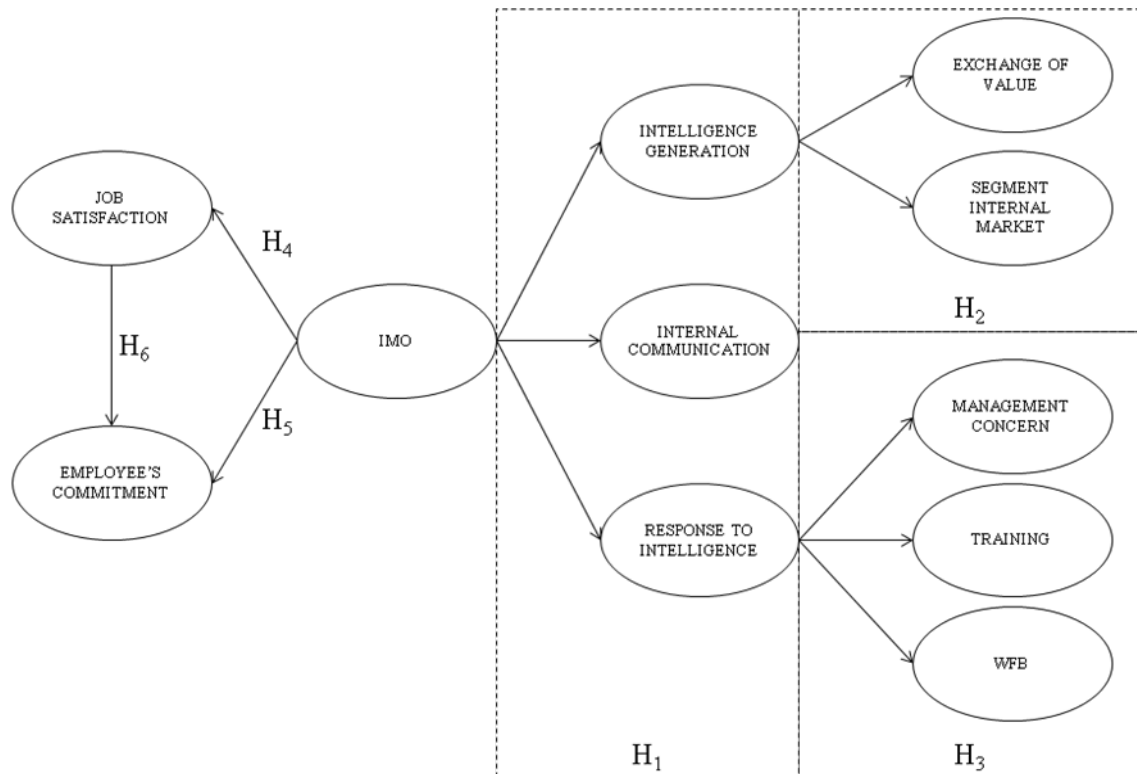 EXCHANGE OF
VALUE
INTELLIGENCE
GENERATION
SEGMENT
INTERNAL
MARKET
JOB
SATISFACTION
H4
H2
IMO
INTERNAL
COMMUNICATION
H6
H5
MANAGEMENT
CONCERN
EMPLOYEE'S
COMMITMENT
RESPONSE TO
INTELLIGENCE
TRAINING
WFB
H1
H3